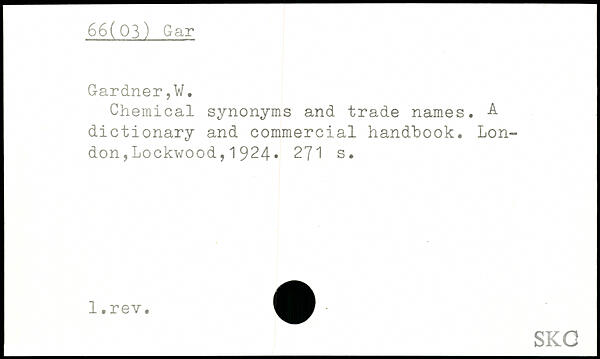 66(03) Gar
Gardner,W.
Chemical synonyms and trade names. A
dictionary and commercial handbook. Lon-
don,Lockwood,1924. 271 s.
1.rev.
SKC